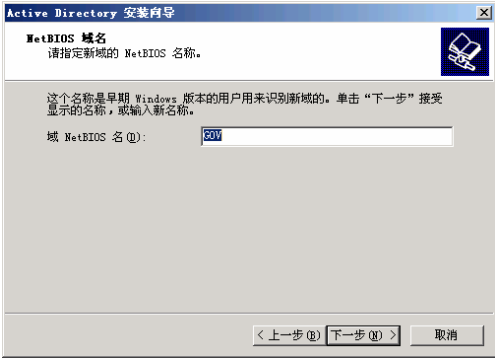 Active Directory 安装向导
NetBIOS 域名
请指定新域的 NetBIOS 名称。
这个名称是早期 Windows 版本的用户用来识别新域的。单击“下一步”接受
显示的名称，或输入新名称。
域 NetBIOS 名(D):
GOV
< 上一步(B)
下一步(N) >
取消